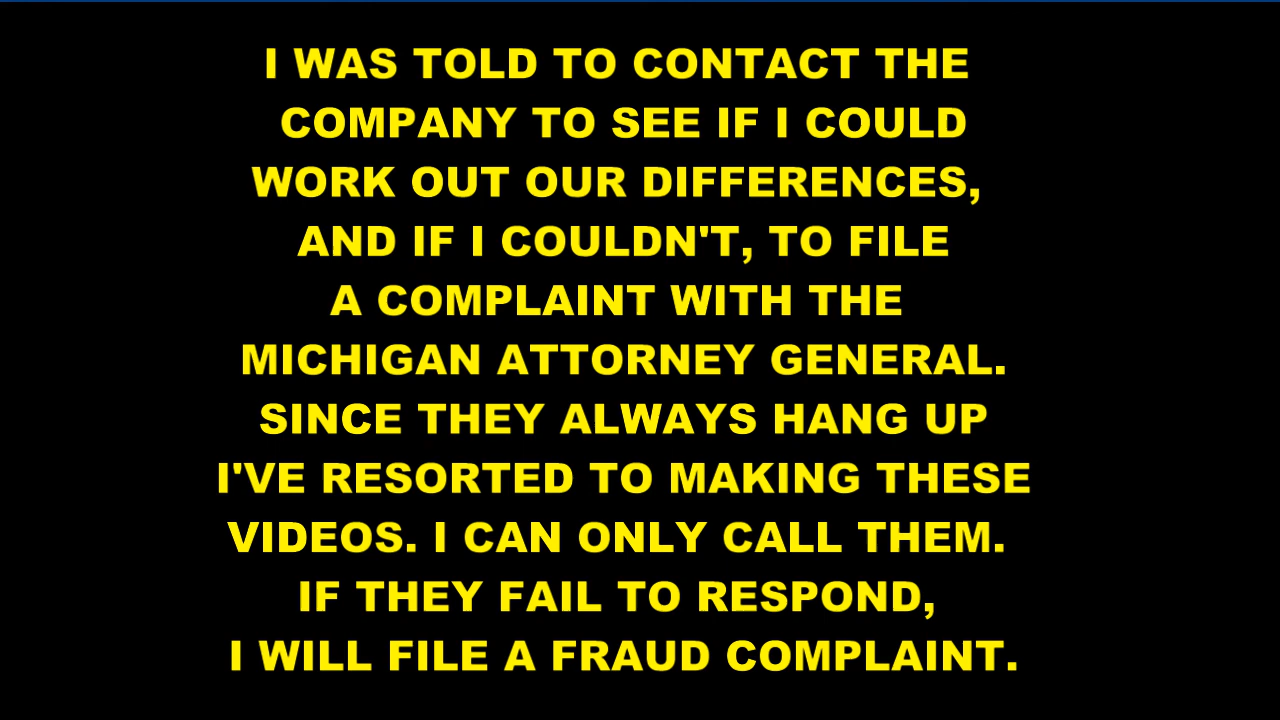 I WAS TOLD TO CONTACT THE
COMPANY TO SEE IF I COULD
WORK OUT OUR DIFFERENCES,
AND IF I COULDN'T, TO FILE
A COMPLAINT WITH THE
MICHIGAN ATTORNEY GENERAL.
SINCE THEY ALWAYS HANG UP
I'VE RESORTED TO MAKING THESE
VIDEOS. I CAN ONLY CALL THEM.
IF THEY FAIL TO RESPOND,
I WILL FILE A FRAUD COMPLAINT.